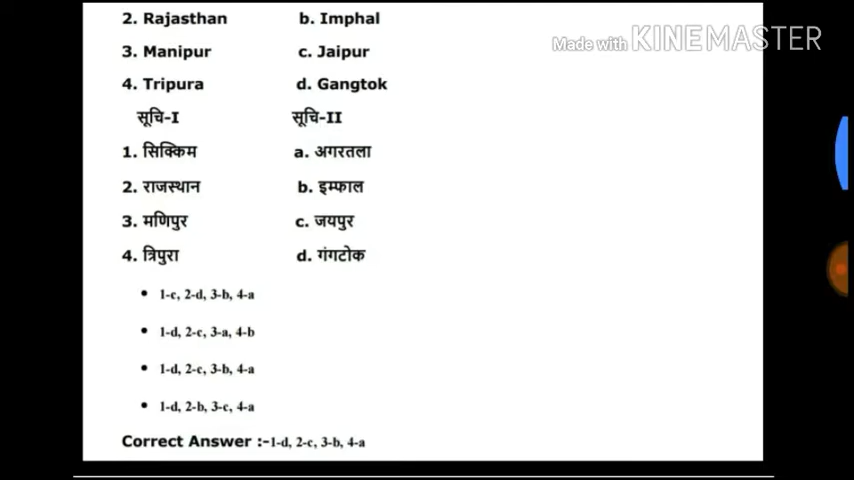 2. Rajasthan b. Imphal
Made with KINEMASTER
3. Manipur c. Jaipur
4. Tripura d. Gangtok
सूचि-I सूचि-II
1. सिक्किम a. अगरतला
2. राजस्थान b. इम्फाल
3. मणिपुर c. जयपुर
4. त्रिपुरा d. गंगटोक
• 1-c, 2-d, 3-b, 4-a
• 1-d, 2-c, 3-a, 4-b
• 1-d, 2-c, 3-b, 4-a
• 1-d, 2-b, 3-c, 4-a
Correct Answer :-1-d, 2-c, 3-b, 4-a